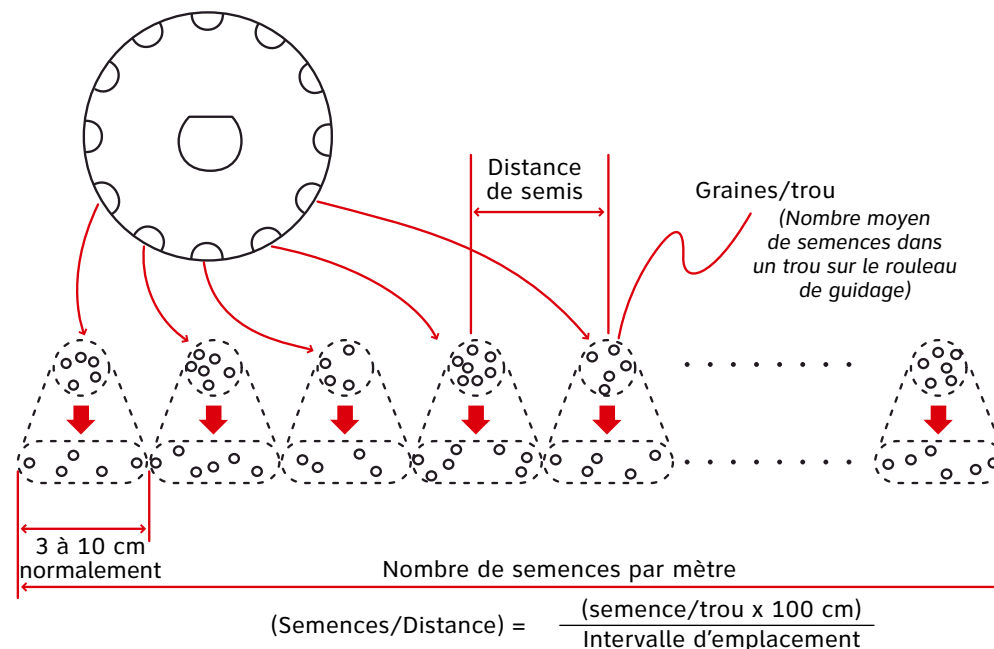 Distance
de semis
Graines/trou
(Nombre moyen
de semences dans
un trou sur le rouleau
de guidage)
3 à 10 cm
normalement
Nombre de semences par mètre
(Semences/Distance) = (semence/trou x 100 cm)
Intervalle d'emplacement